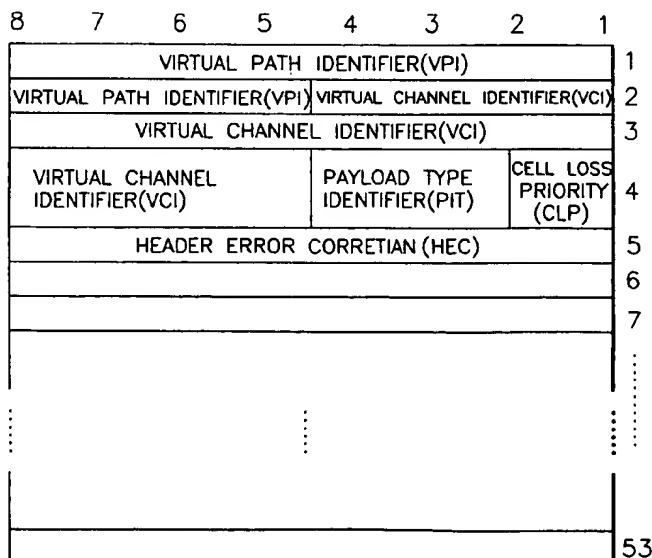 8 7 6 5 4 3 2 1
VIRTUAL PATH IDENTIFIER(VPI) 1
VIRTUAL PATH IDENTIFIER(VPI) VIRTUAL CHANNEL IDENTIFIER(VCI) 2
VIRTUAL CHANNEL IDENTIFIER(VCI) 3
VIRTUAL CHANNEL
IDENTIFIER(VCI)
PAYLOAD TYPE
IDENTIFIER(PIT)
CELL LOSS
PRIORITY
(CLP)
4
HEADER ERROR CORRETIAN(HEC) 5
6
7
53